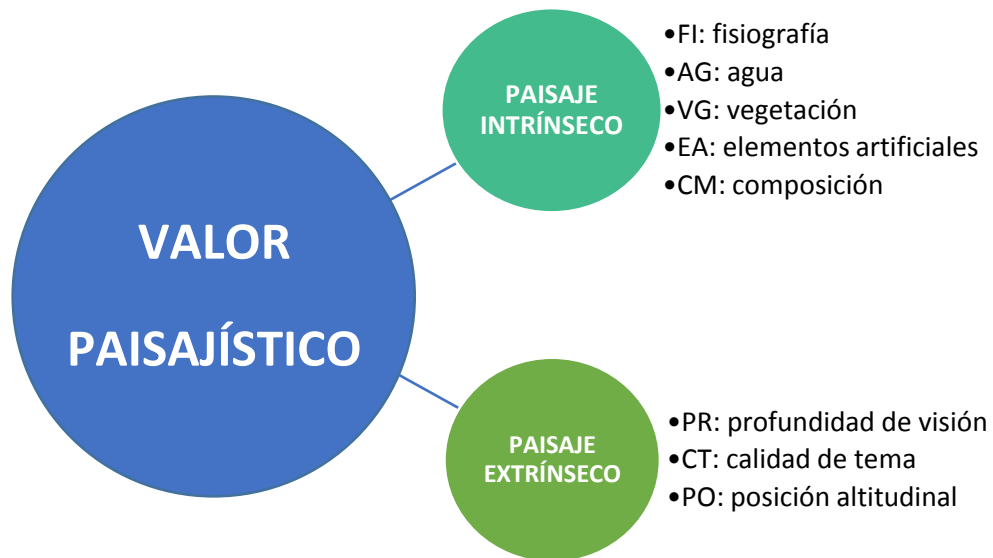 VALOR
PAISAJÍSTICO
PAISAJE
INTRÍNSECO
•FI: fisiografía
•AG: agua
•VG: vegetación
•EA: elementos artificiales
•CM: composición
PAISAJE
EXTRÍNSECO
•PR: profundidad de visión
•CT: calidad de tema
•PO: posición altitudinal